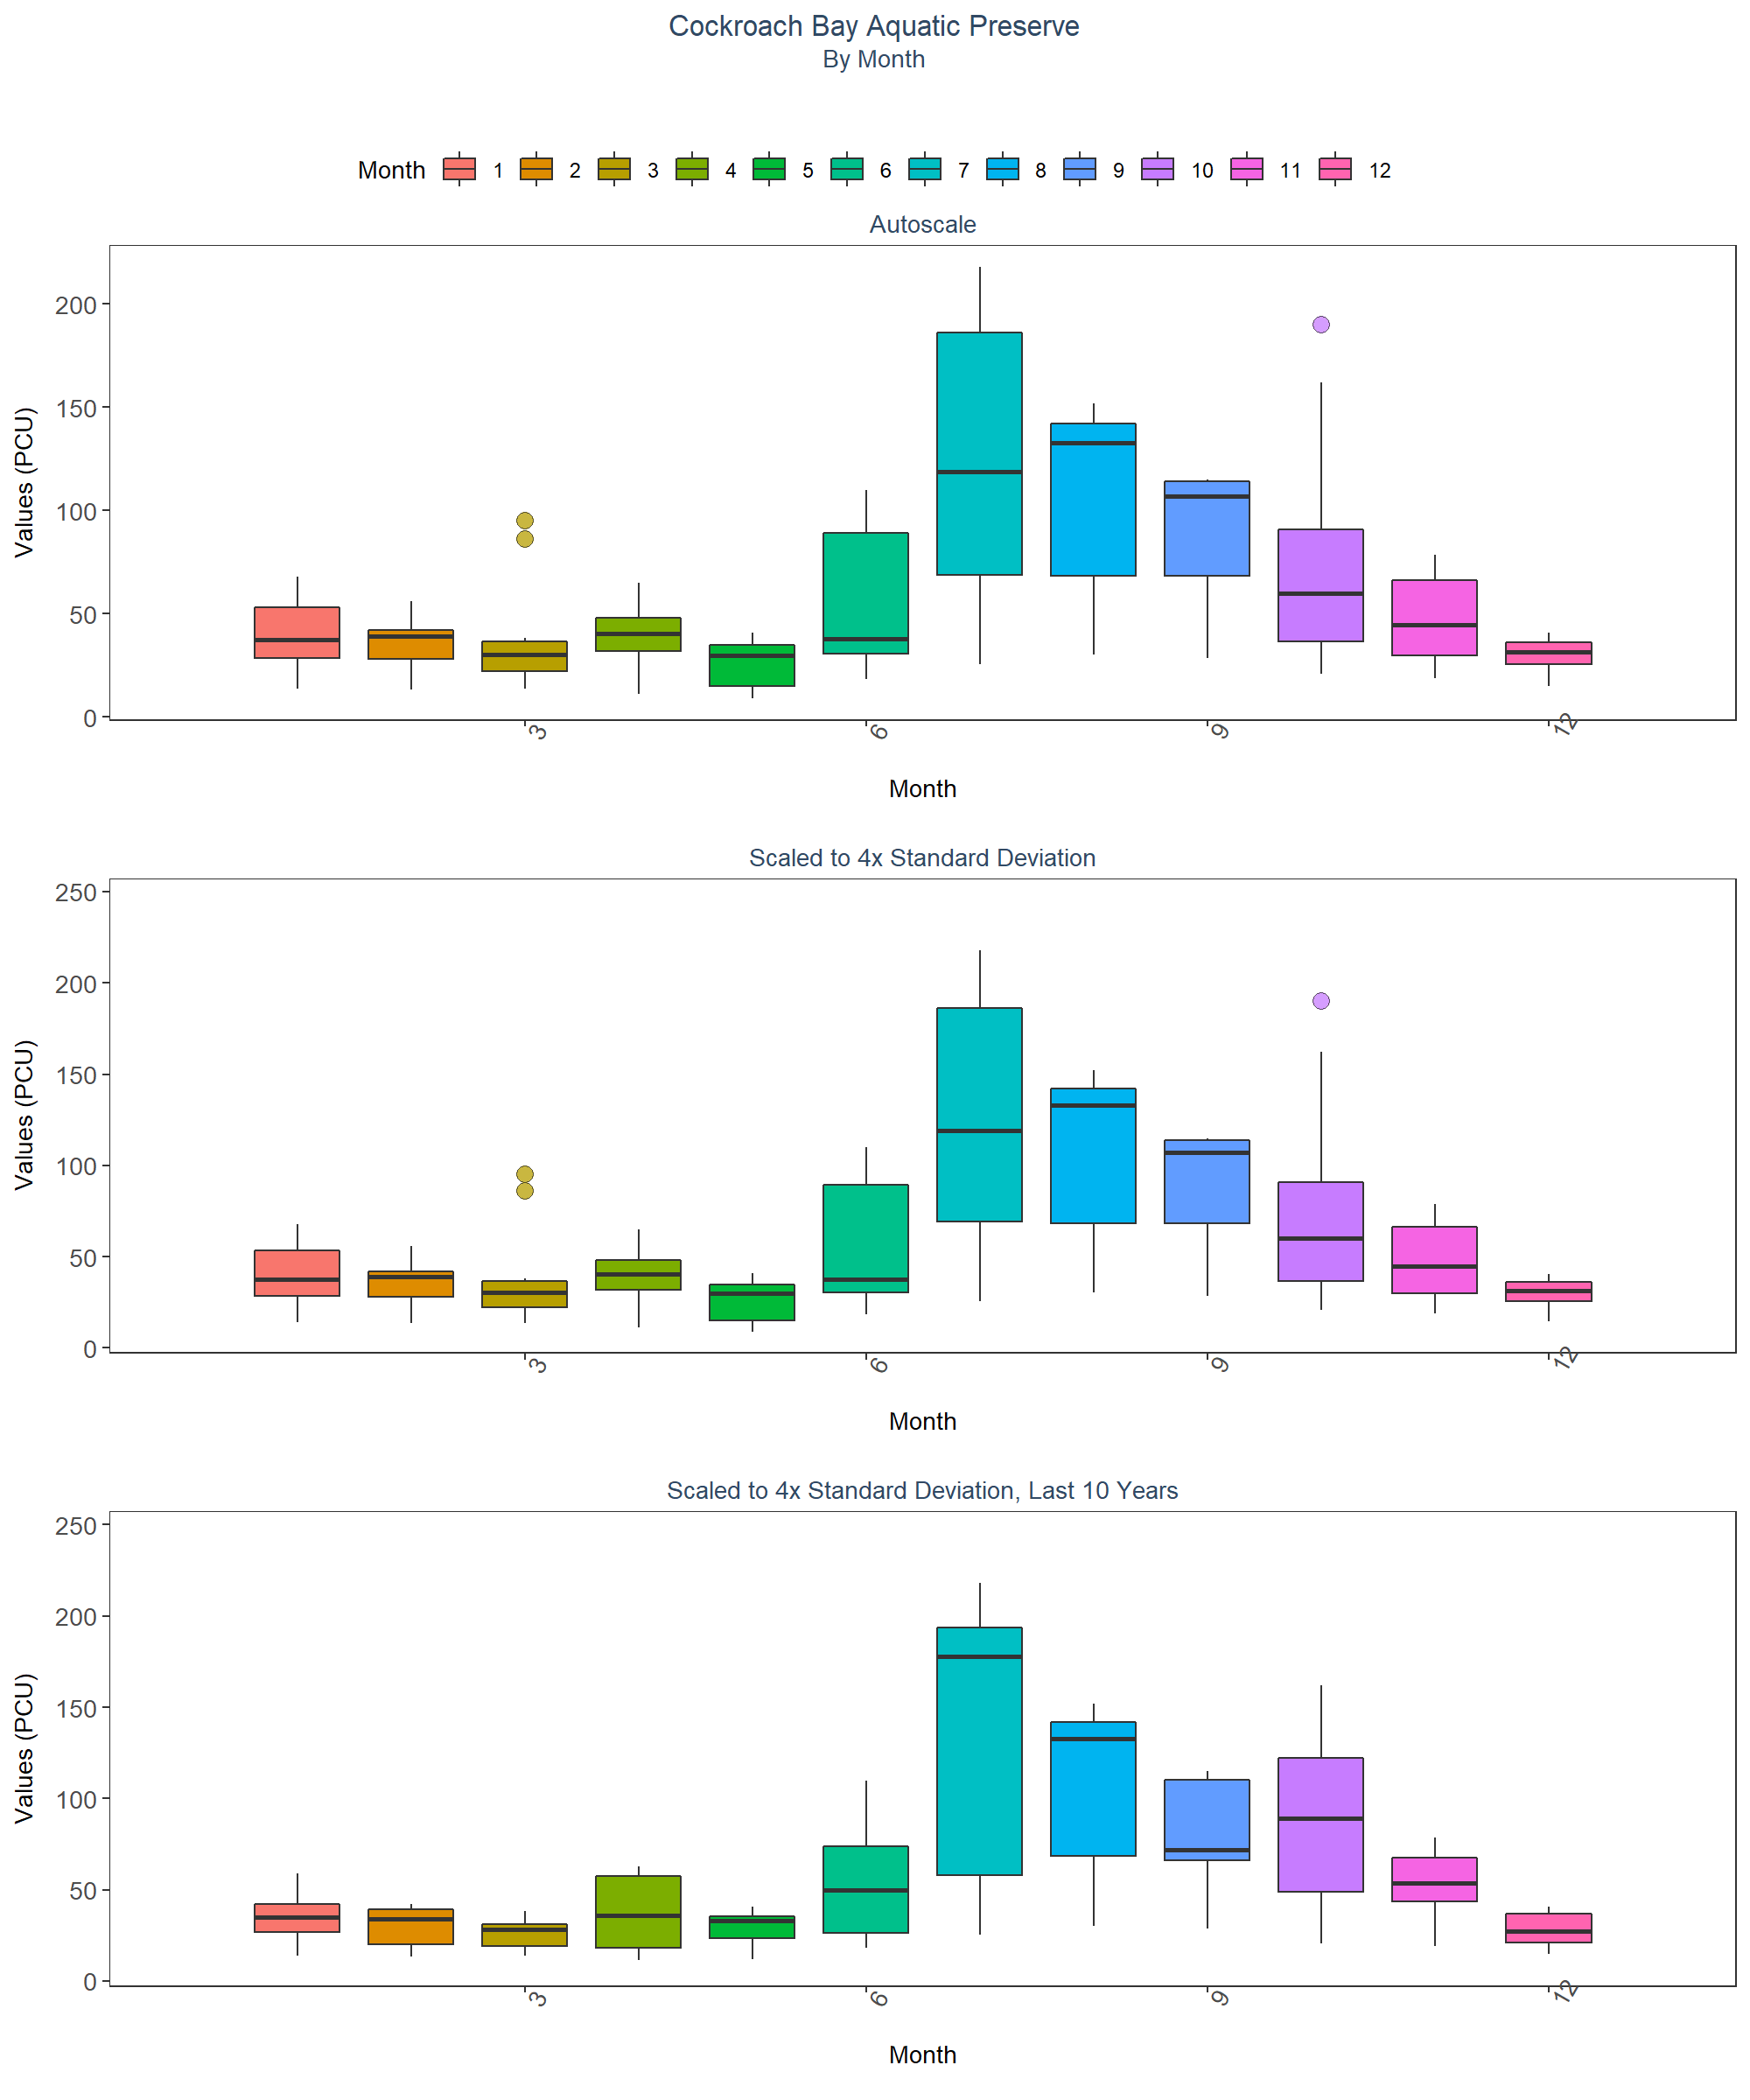 Cockroach Bay Aquatic Preserve
By Month
Month 1 2 3 4 5 6 7 8 9 10 11 12
Autoscale
Values (PCU)
200
150
100
50
0
3 6 9 12
Month
Scaled to 4x Standard Deviation
Values (PCU)
250
200
150
100
50
0
3 6 9 12
Month
Scaled to 4x Standard Deviation, Last 10 Years
Values (PCU)
250
200
150
100
50
0
3 6 9 12
Month